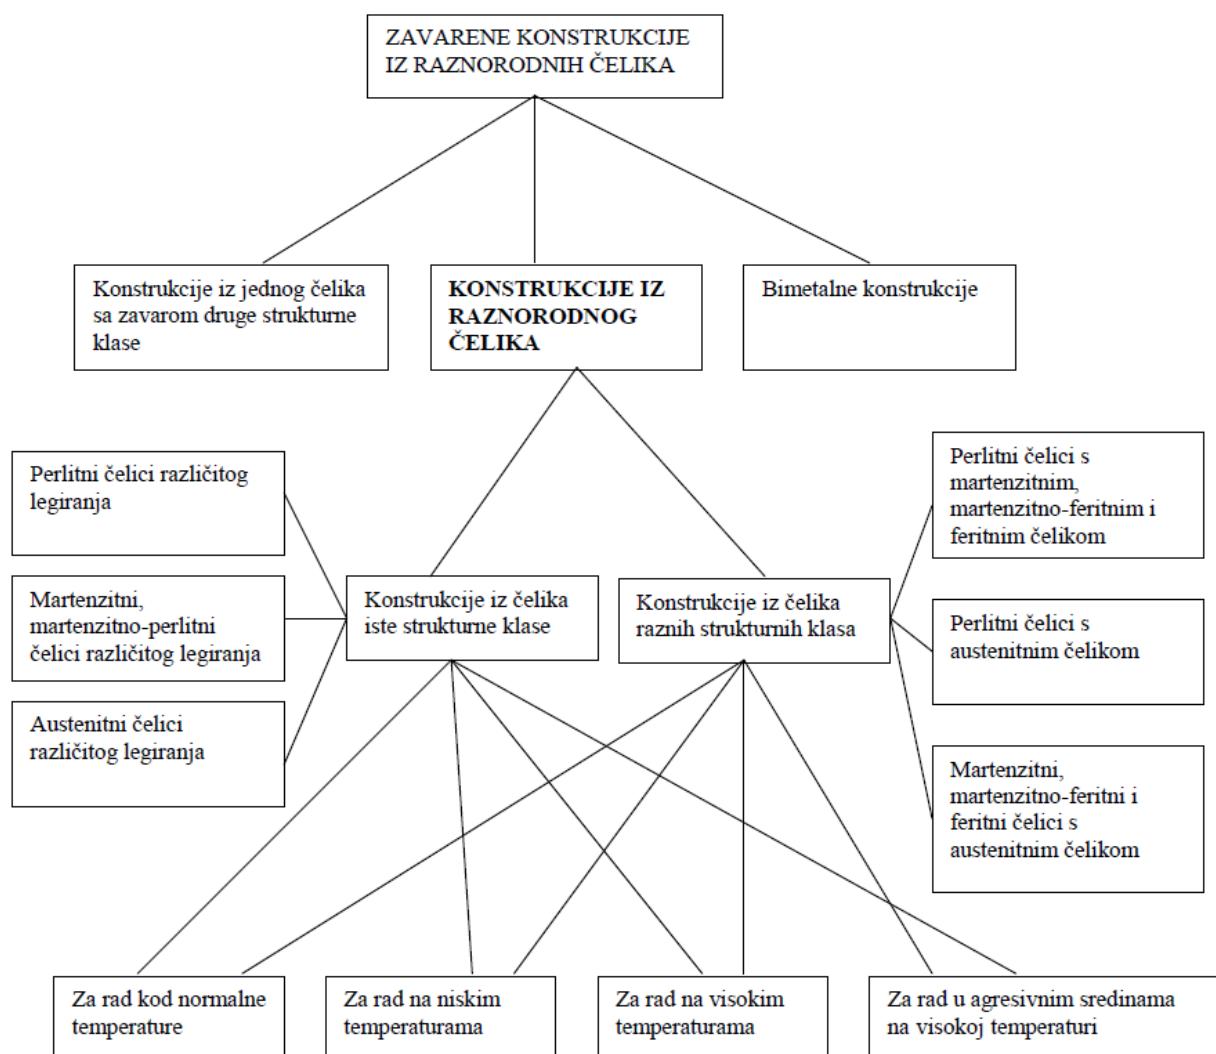 ZAVARENE KONSTRUKCIJE
IZ RAZNORODNIH ČELIKA
Konstrukcije iz jednog čelika
sa zavarom druge strukturne
klase
KONSTRUKCIJE IZ
RAZNORODNOG
ČELIKA
Bimetalne konstrukcije
Perlitni čelici različitog
legiranja
Martenzitni,
martenzitno-perlitni
čelici različitog legiranja
Austenitni čelici
različitog legiranja
Konstrukcije iz čelika
iste strukturne klase
Konstrukcije iz čelika
raznih strukturnih klasa
Perlitni čelici s
martenzitnim,
martenzitno-feritnim i
feritnim čelikom
Perlitni čelici s
austenitnim čelikom
Martenzitni,
martenzitno-feritni i
feritni čelici s
austenitnim čelikom
Za rad kod normalne
temperature
Za rad na niskim
temperaturama
Za rad na visokim
temperaturama
Za rad u agresivnim sredinama
na visokoj temperaturi